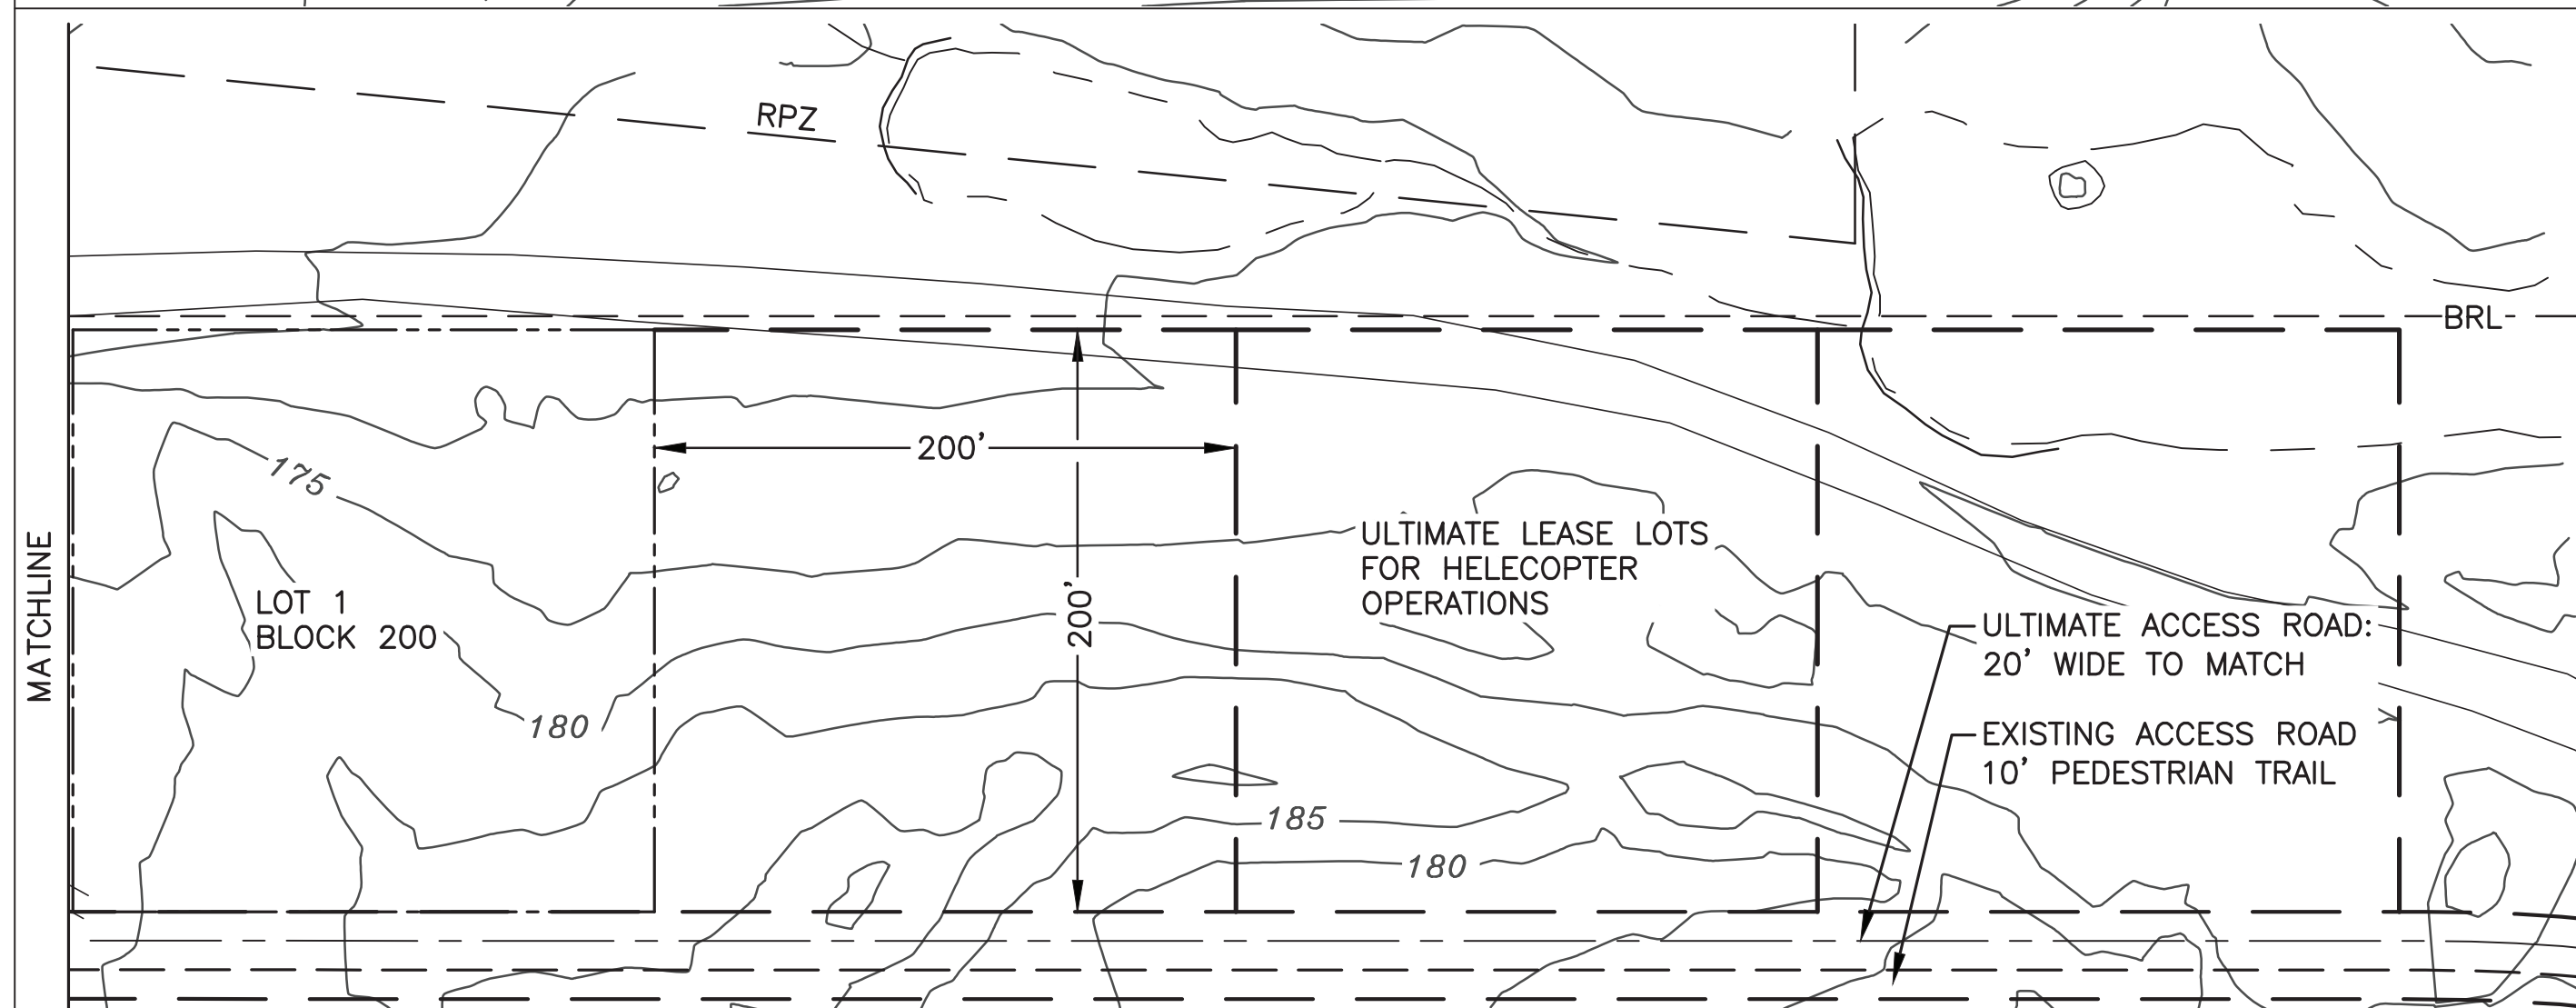 RPZ
BRL
200'
175
MATCHLINE
ULTIMATE LEASE LOTS
FOR HELECOPTER
OPERATIONS
LOT 1
BLOCK 200
200'
ULTIMATE ACCESS ROAD:
20' WIDE TO MATCH
180
EXISTING ACCESS ROAD
10' PEDESTRIAN TRAIL
185
180